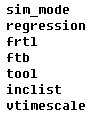 sim_mode
regression
frtl
ftb
tool
inclist
vtimescale